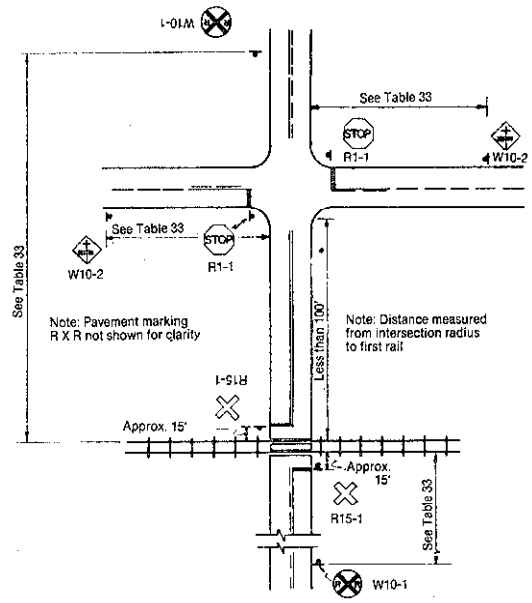 W10-1
See Table 33
STOP
R1-1
W10-2
See Table 33
See Table 33
STOP
R1-1
W10-2
Note: Pavement marking
R X R not shown for clarity
Less than 100'
Note: Distance measured
from intersection radius
to first rail
R15-1
Approx. 15'
Approx.
15'
R15-1
See Table 33
R R
W10-1